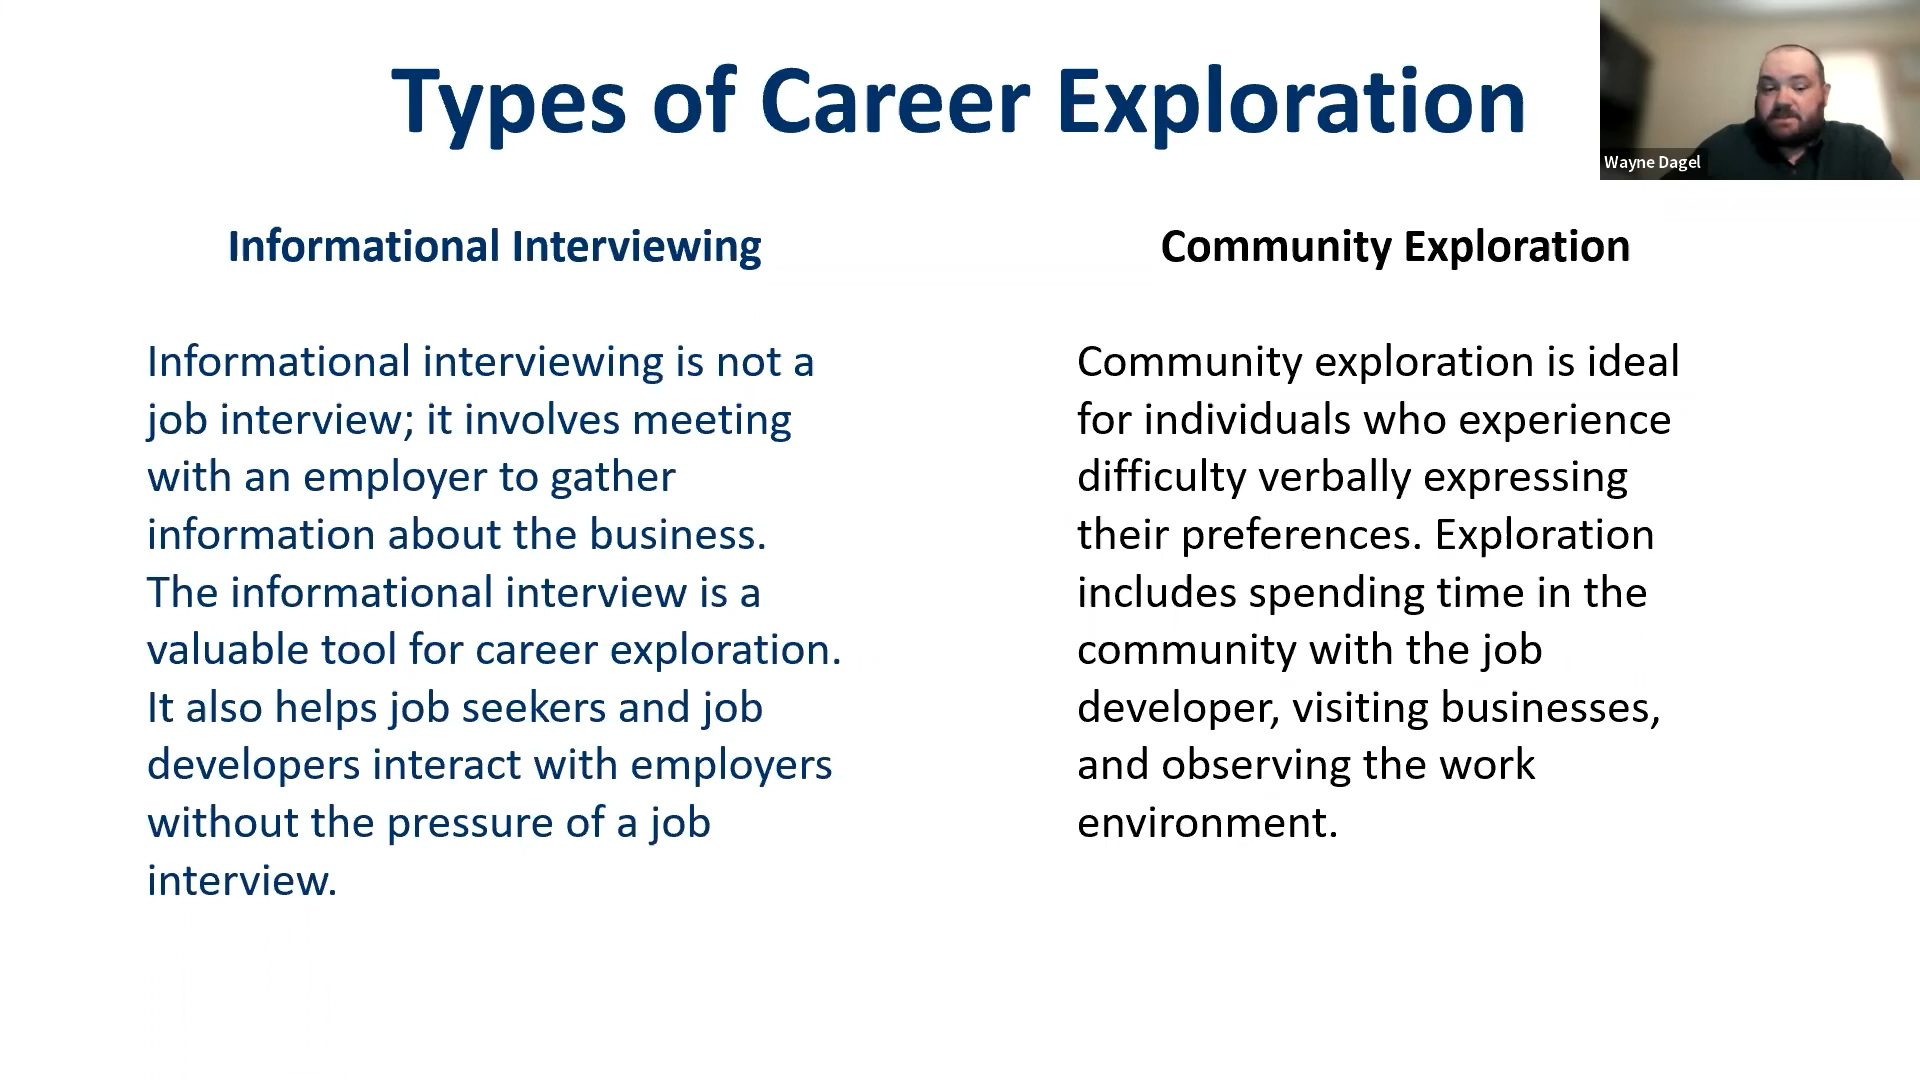 Types of Career Exploration
Wayne Dagel
Informational Interviewing
Informational interviewing is not a
job interview; it involves meeting
with an employer to gather
information about the business.
The informational interview is a
valuable tool for career exploration.
It also helps job seekers and job
developers interact with employers
without the pressure of a job
interview.
Community Exploration
Community exploration is ideal
for individuals who experience
difficulty verbally expressing
their preferences. Exploration
includes spending time in the
community with the job
developer, visiting businesses,
and observing the work
environment.